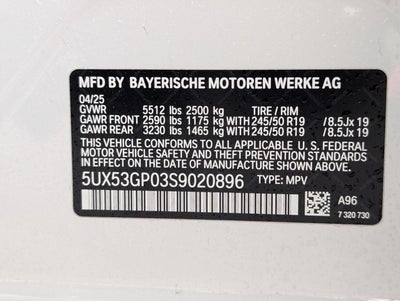 MFD BY BAYERISCHE MOTOREN WERKE AG
04/25
GVWR 5512 lbs 2500 kg TIRE / RIM
GAWR FRONT 2590 lbs 1175 kg 245/50 R19 / 8.5Jx 19
GAWR REAR 3230 lbs 1465 kg 245/50 R19 / 8.5Jx 19
THIS VEHICLE CONFORMS TO ALL APPLICABLE U.S. FEDERAL
MOTOR VEHICLE SAFETY AND THEFT PREVENTION STANDARDS
IN EFFECT ON THE DATE OF MANUFACTURE SHOWN ABOVE.
5UX53GP03S9020896 TYPE: MPV
A96
7 320 730